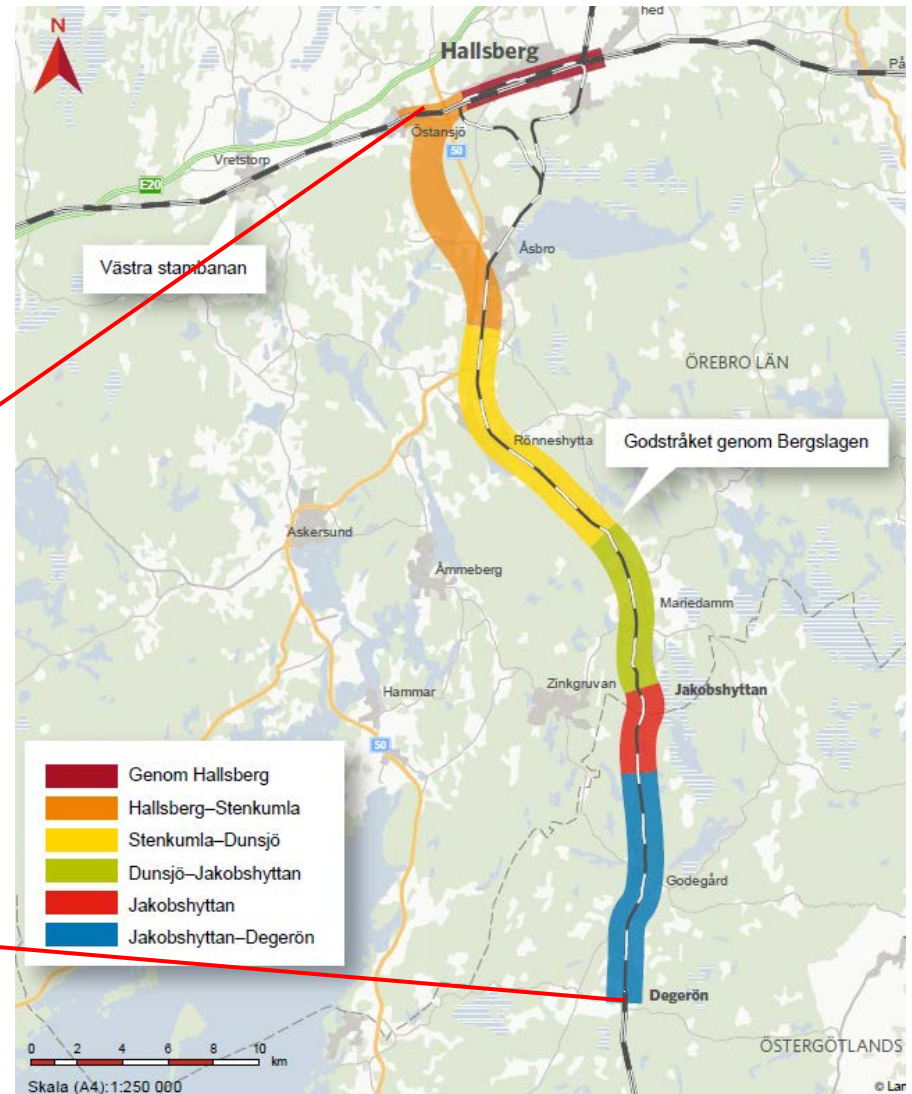 hed
N
Hallsberg
På
Östansjö
50
Vretstorp
E20
Västra stambanan
Åsbro
ÖREBRO LÄN
Rönneshytta
Godstråket genom Bergslagen
Askersund
Åmmeberg
Mariedamm
Zinkgruvan
Jakobshyttan
Hammar
50
Genom Hallsberg
Hallsberg–Stenkumla
Stenkumla–Dunsjö
Dunsjö–Jakobshyttan
Jakobshyttan
Jakobshyttan–Degerön
Godegård
Degerön
0 2 4 6 8 10
km
ÖSTERGÖTLANDS
Skala (A4):1:250 000
© Lan